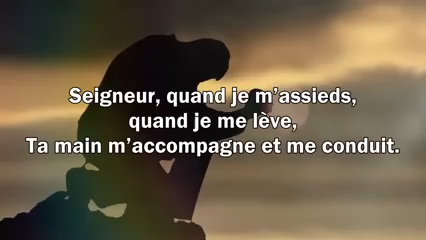 Seigneur, quand je m’assieds,
quand je me lève,
Ta main m’accompagne et me conduit.